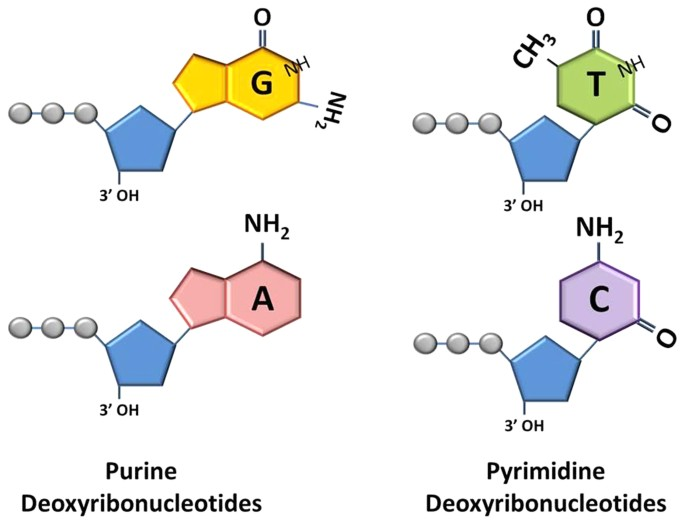 O
G
NH
NH2
3’ OH
CH3
O
T
NH
O
3’ OH
NH2
A
3’ OH
NH2
C
O
3’ OH
Purine
Deoxyribonucleotides
Pyrimidine
Deoxyribonucleotides